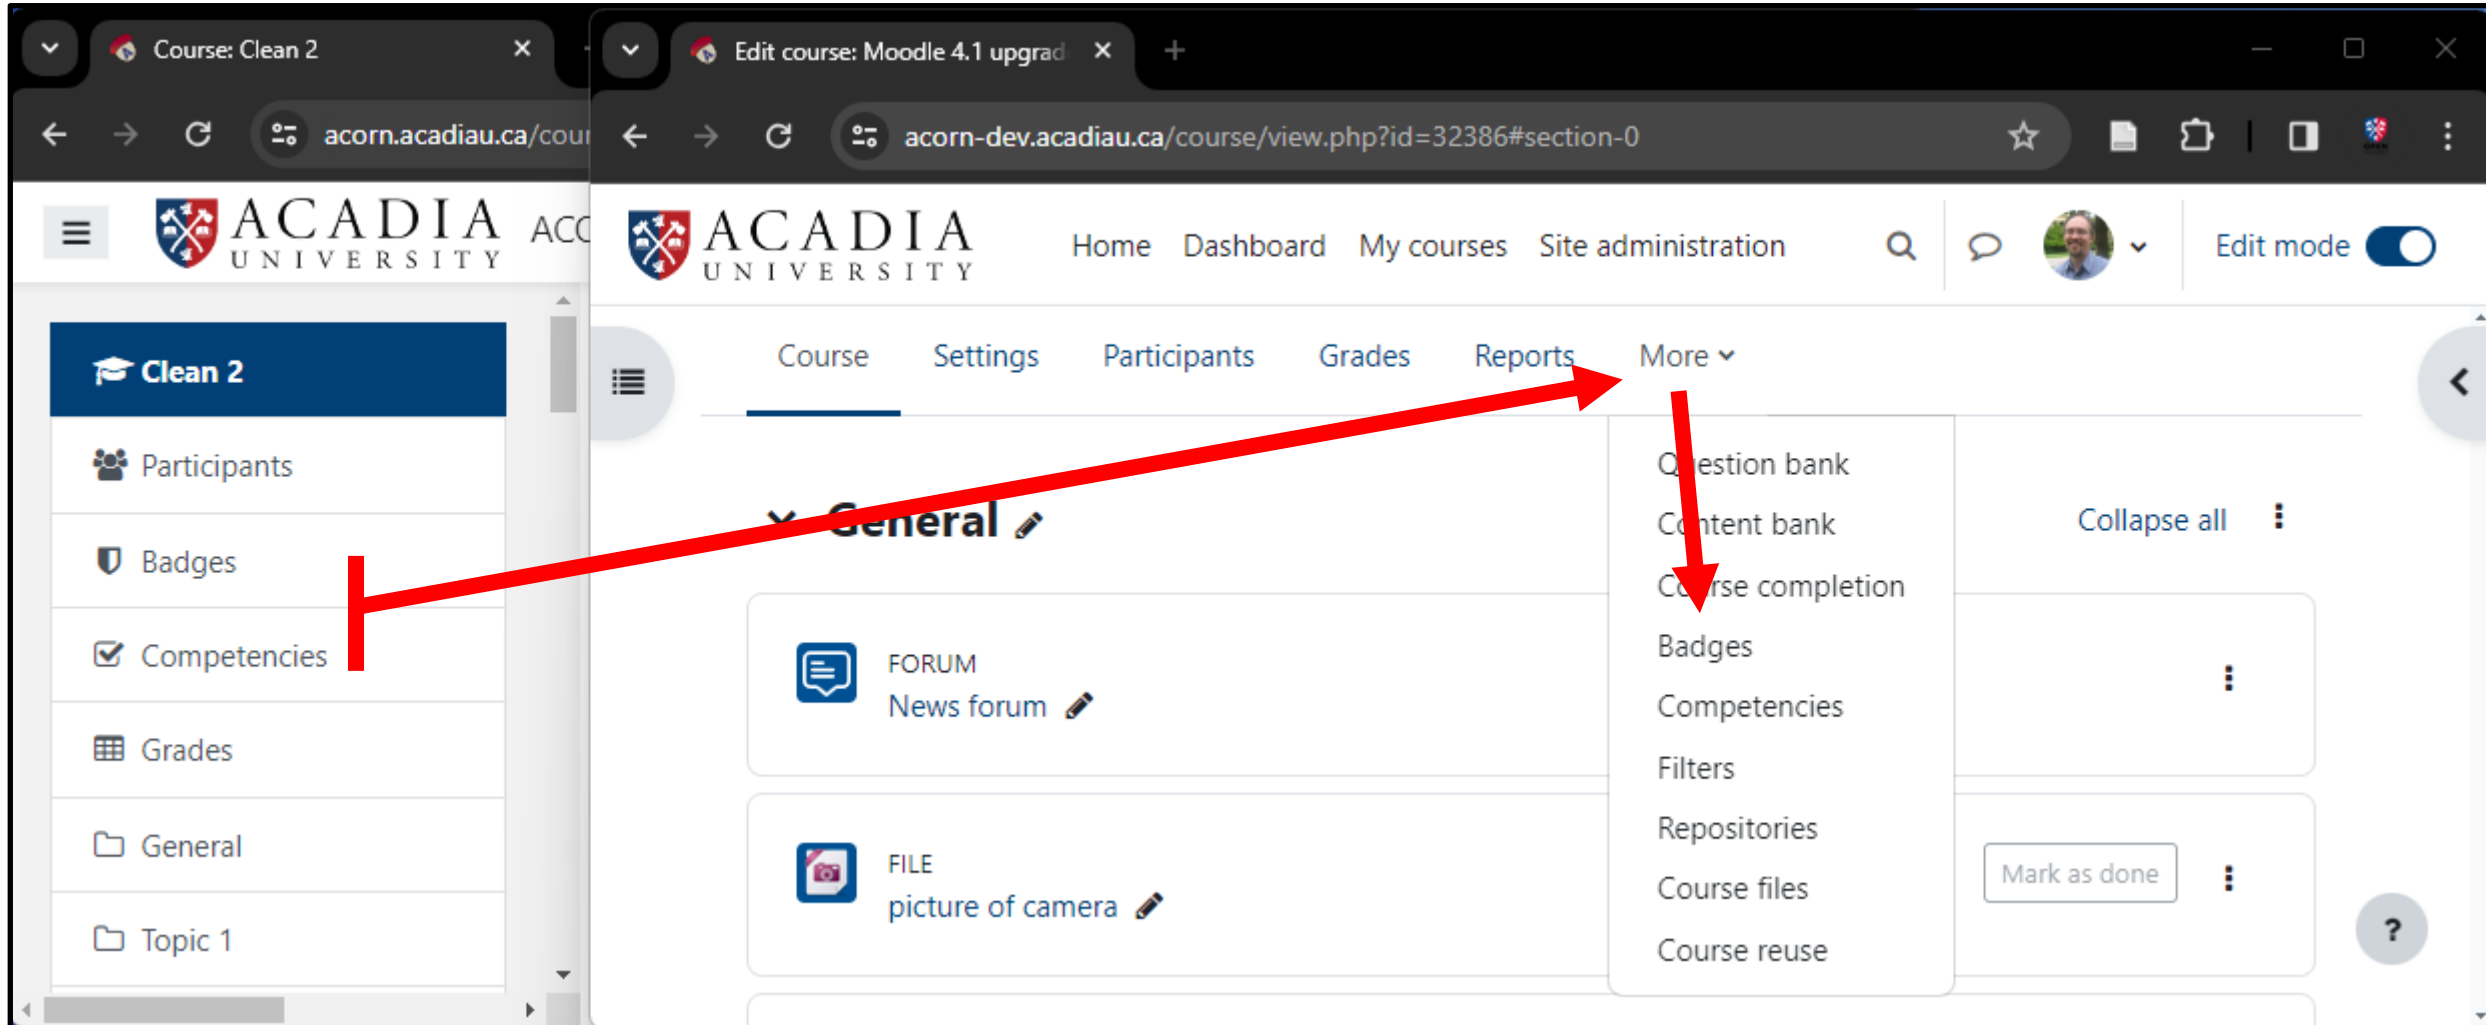 Course: Clean 2
acorn.acadiau.ca/cour
ACADIA
UNIVERSITY
ACC
Clean 2
Participants
Badges
Competencies
Grades
General
Topic 1
Edit course: Moodle 4.1 upgrad
acorn-dev.acadiau.ca/course/view.php?id=32386#section-0
ACADIA
UNIVERSITY
Home Dashboard My courses Site administration Edit mode
Course Settings Participants Grades Reports More
Question bank
Content bank
Course completion
Badges
Competencies
Filters
Repositories
Course files
Course reuse
General
Collapse all
FORUM
News forum
FILE
picture of camera
Mark as done
?